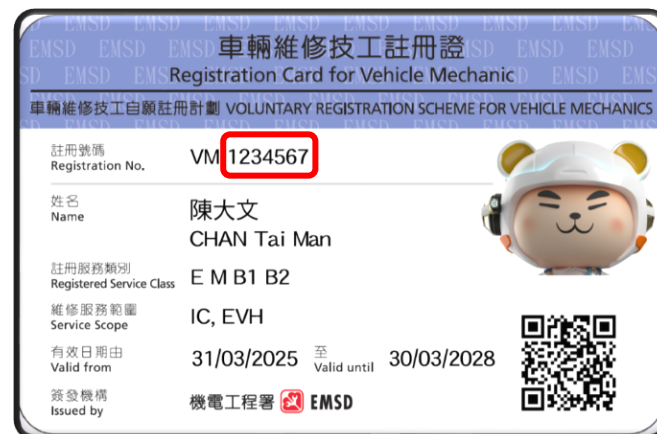 EMSD EMSD EMSD EMSD EMSD EMSD EMSD
車輛維修技工註冊證
Registration Card for Vehicle Mechanic
車輛維修技工自願註冊計劃 VOLUNTARY REGISTRATION SCHEME FOR VEHICLE MECHANICS
註冊號碼
Registration No.
VM 1234567
姓名
Name
陳大文
CHAN Tai Man
註冊服務類別
Registered Service Class
E M B1 B2
維修服務範圍
Service Scope
IC, EVH
有效日期由
Valid from
31/03/2025
至
Valid until
30/03/2028
簽發機構
Issued by
機電工程署 EMSD